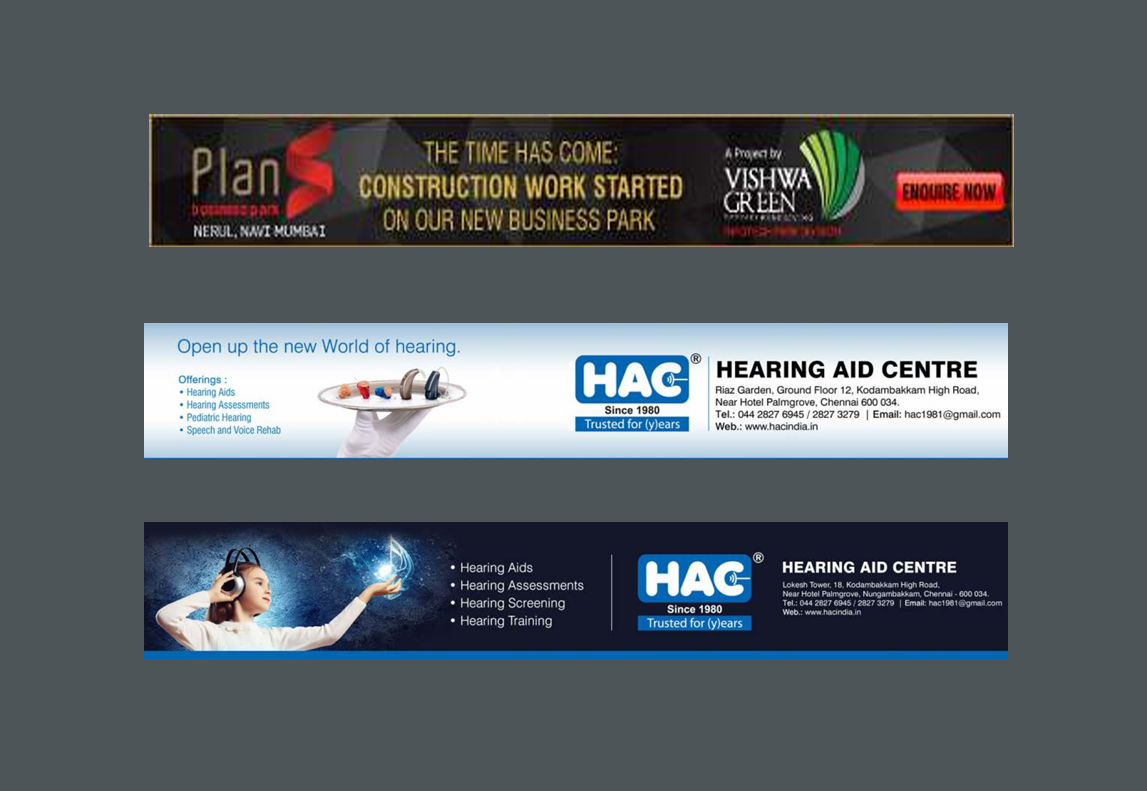 Plan S
business park
NERUL, NAVI MUMBAI
THE TIME HAS COME:
CONSTRUCTION WORK STARTED
ON OUR NEW BUSINESS PARK
A Project by
VISHWA
GREEN
ENQUIRE NOW
Open up the new World of hearing.
Offerings :
• Hearing Aids
• Hearing Assessments
• Pediatric Hearing
• Speech and Voice Rehab
HAC®
Since 1980
Trusted for (y)ears
HEARING AID CENTRE
Riaz Garden, Ground Floor 12, Kodambakkam High Road,
Near Hotel Palmgrove, Chennai 600 034.
Tel.: 044 2827 6945 / 2827 3279 | Email: hac1981@gmail.com
Web.: www.hacindia.in
• Hearing Aids
• Hearing Assessments
• Hearing Screening
• Hearing Training
HAC®
Since 1980
Trusted for (y)ears
HEARING AID CENTRE
Lokesh Tower, 18, Kodambakkam High Road,
Near Hotel Palmgrove, Nungambakkam, Chennai - 600 034.
Tel.: 044 2827 6945 / 2827 3279 | Email: hac1981@gmail.com
Web.: www.hacindia.in